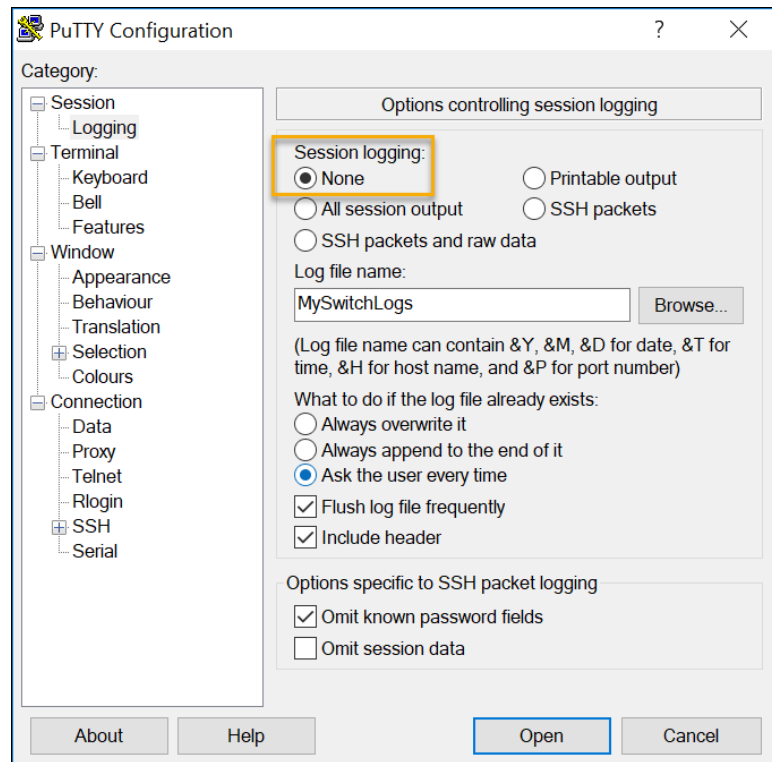 PuTTY Configuration
?
Category:
Session
Logging
Terminal
Keyboard
Bell
Features
Window
Appearance
Behaviour
Translation
Selection
Colours
Connection
Data
Proxy
Telnet
Rlogin
SSH
Serial
Options controlling session logging
Session logging:
None
Printable output
All session output
SSH packets
SSH packets and raw data
Log file name:
MySwitchLogs
Browse...
(Log file name can contain &Y, &M, &D for date, &T for
time, &H for host name, and &P for port number)
What to do if the log file already exists:
Always overwrite it
Always append to the end of it
Ask the user every time
Flush log file frequently
Include header
Options specific to SSH packet logging
Omit known password fields
Omit session data
About
Help
Open
Cancel